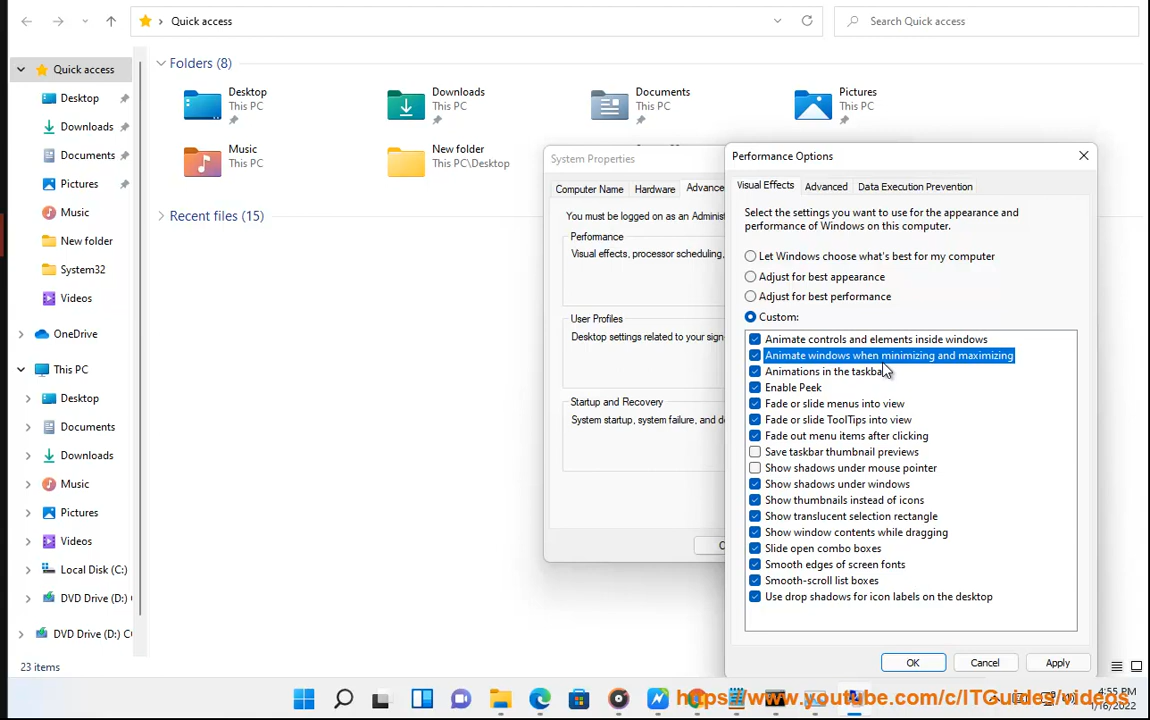 Quick access
Search Quick access
Quick access
Desktop
Downloads
Documents
Pictures
Music
New folder
System32
Videos
OneDrive
This PC
Desktop
Documents
Downloads
Music
Pictures
Videos
Local Disk (C:)
DVD Drive (D:) C
DVD Drive (D:) C
23 items
Folders (8)
Desktop
This PC
Downloads
This PC
Documents
This PC
Pictures
This PC
Music
This PC
New folder
This PC\Desktop
Recent files (15)
System Properties
Computer Name
Hardware
Advance
You must be logged on as an Adminis
Performance
Visual effects, processor scheduling,
User Profiles
Desktop settings related to your sign
Startup and Recovery
System startup, system failure, and de
Performance Options
Visual Effects
Advanced
Data Execution Prevention
Select the settings you want to use for the appearance and
performance of Windows on this computer.
Let Windows choose what's best for my computer
Adjust for best appearance
Adjust for best performance
Custom:
Animate controls and elements inside windows
Animate windows when minimizing and maximizing
Animations in the taskba
Enable Peek
Fade or slide menus into view
Fade or slide ToolTips into view
Fade out menu items after clicking
Save taskbar thumbnail previews
Show shadows under mouse pointer
Show shadows under windows
Show thumbnails instead of icons
Show translucent selection rectangle
Show window contents while dragging
Slide open combo boxes
Smooth edges of screen fonts
Smooth-scroll list boxes
Use drop shadows for icon labels on the desktop
OK
Cancel
Apply
https://www.youtube.com/c/ITGuides/videos
4:55 PM
1/16/2022